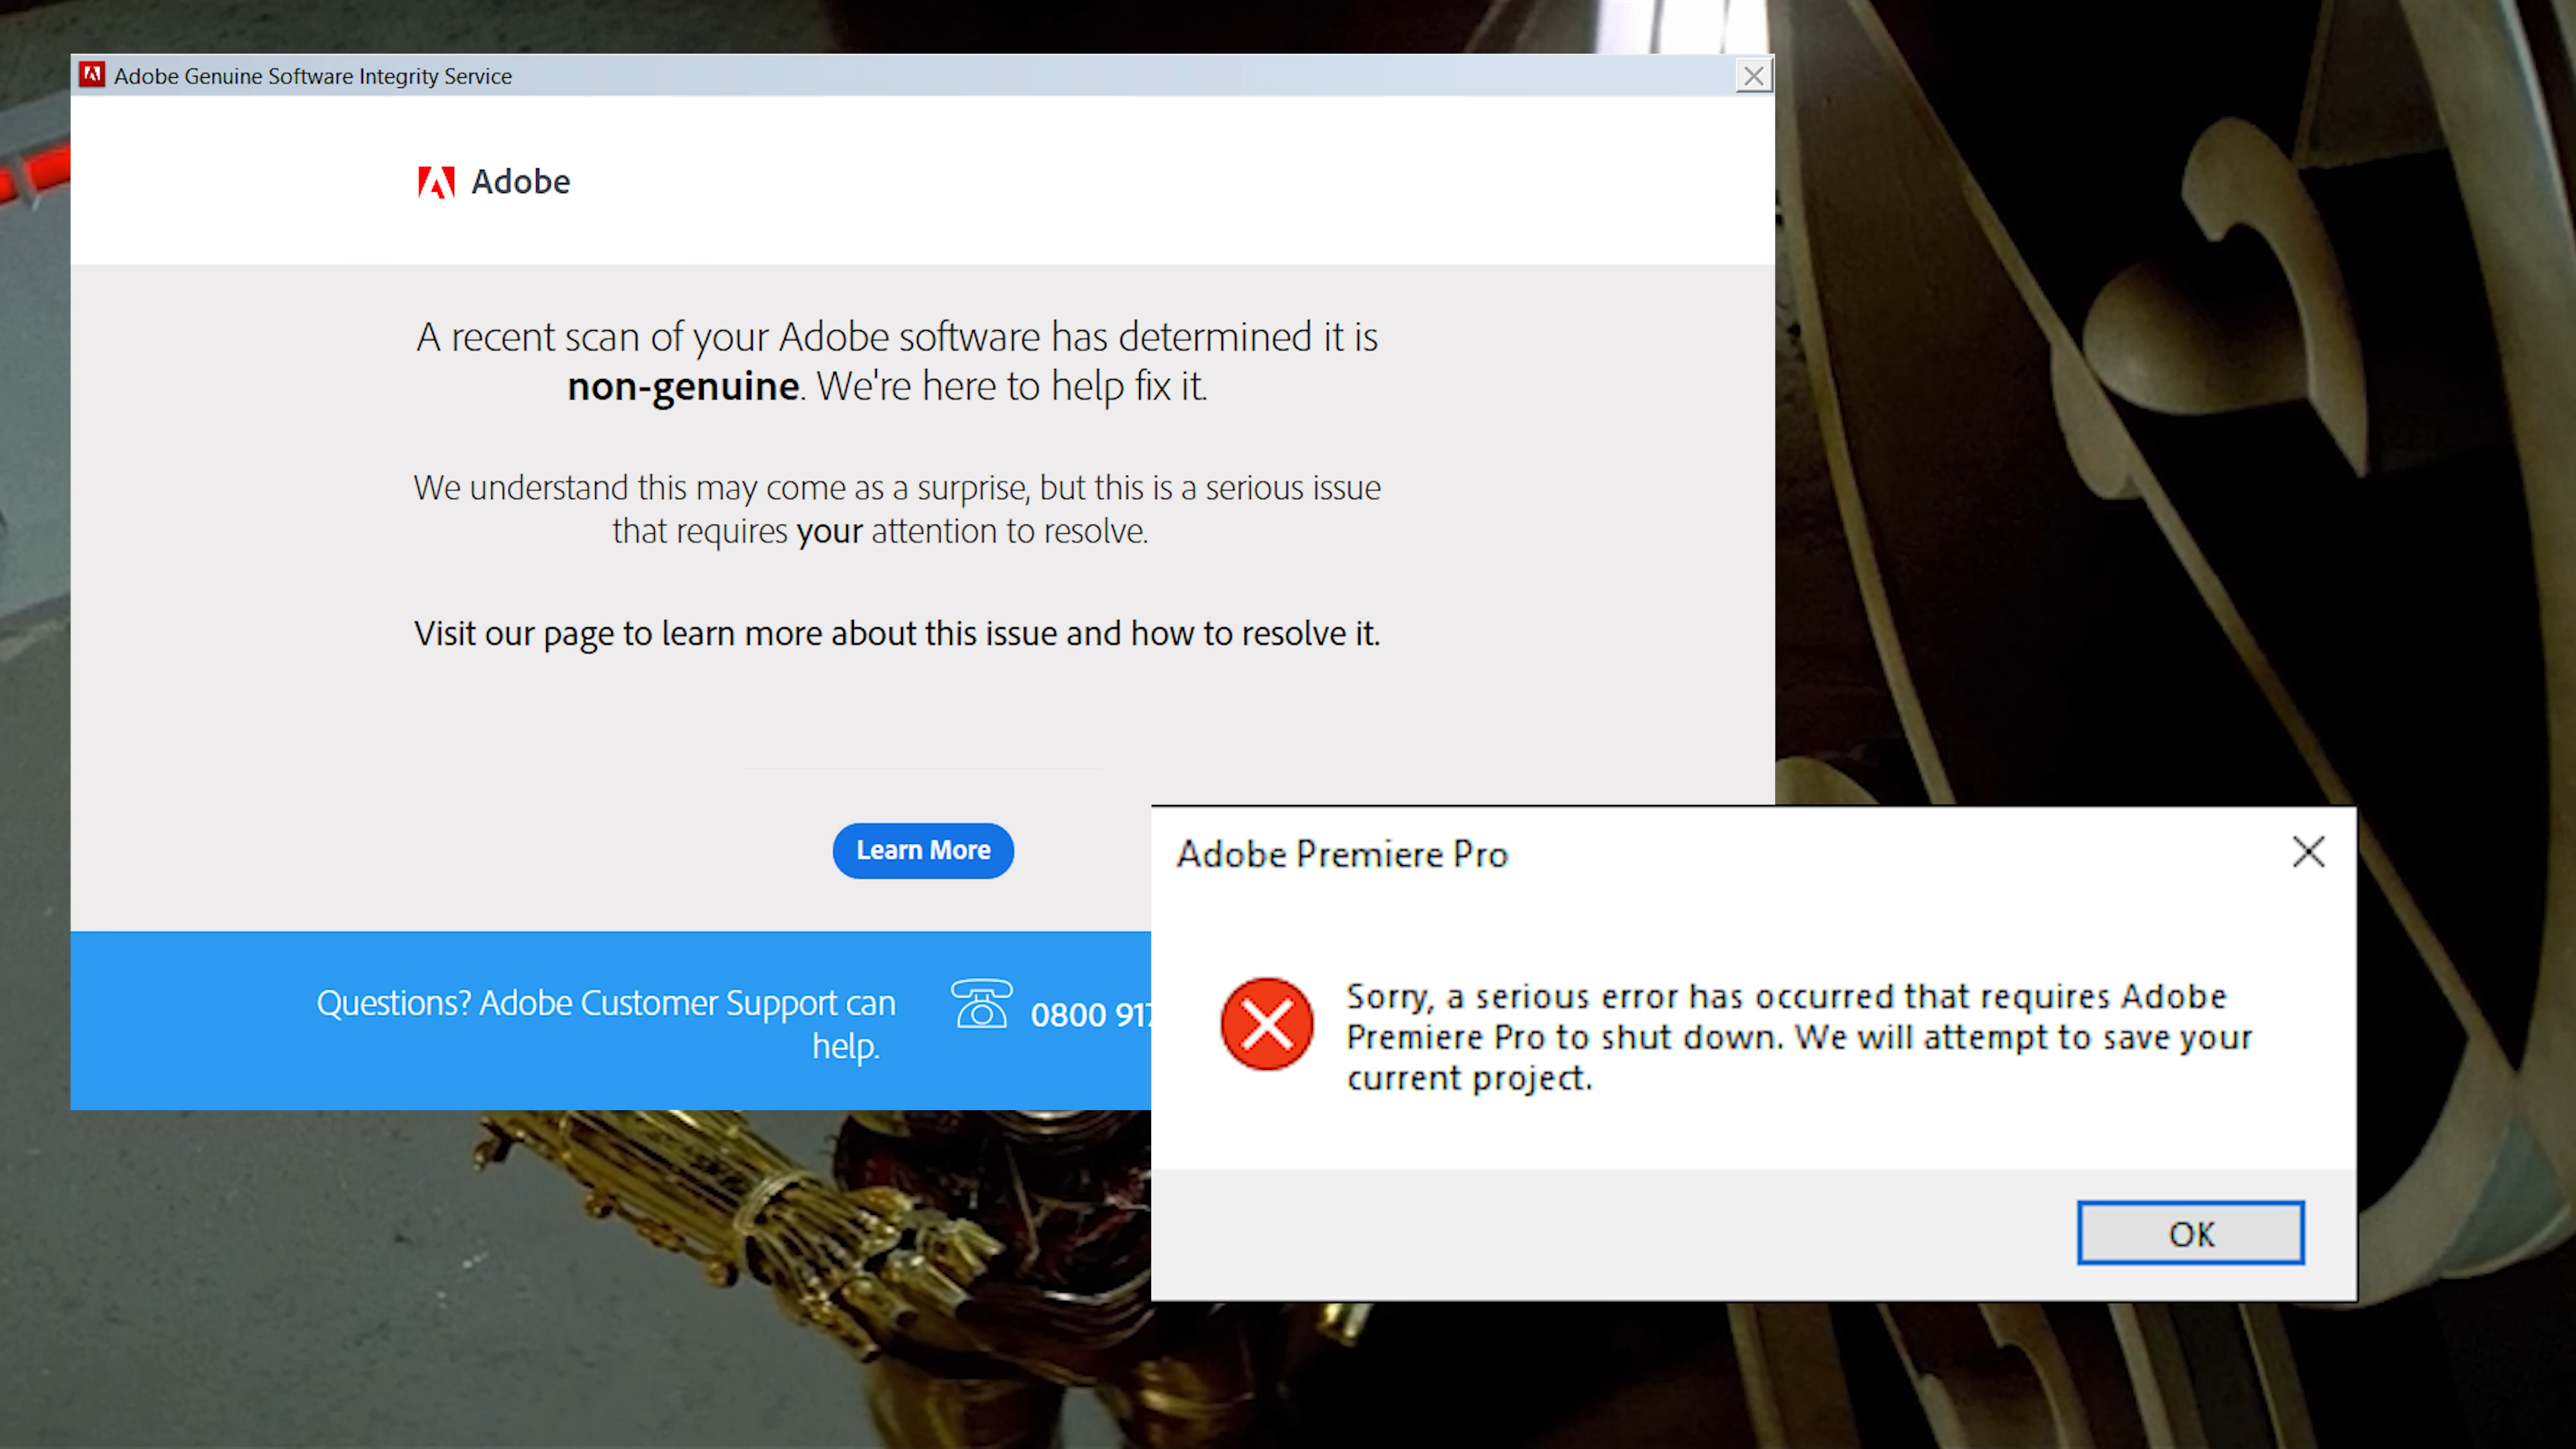 Adobe Genuine Software Integrity Service
Adobe
A recent scan of your Adobe software has determined it is
non-genuine. We're here to help fix it.
We understand this may come as a surprise, but this is a serious issue
that requires your attention to resolve.
Visit our page to learn more about this issue and how to resolve it.
Learn More
Questions? Adobe Customer Support can
help.
0800 917
Adobe Premiere Pro
Sorry, a serious error has occurred that requires Adobe
Premiere Pro to shut down. We will attempt to save your
current project.
OK